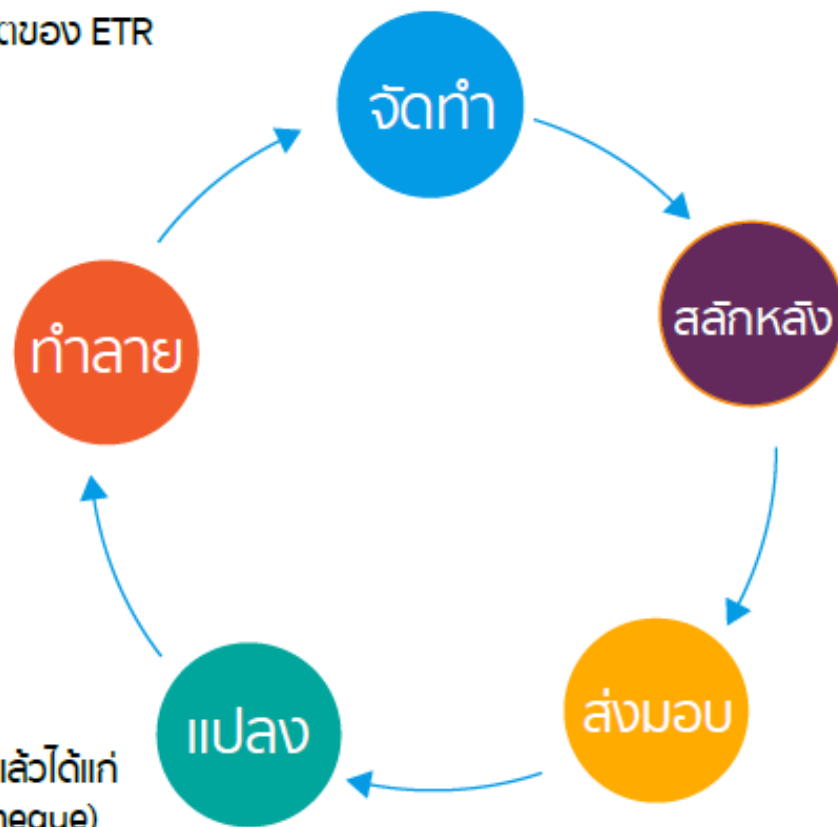 ของ ETR
จัดทำ
สลักหลัง
ส่งมอบ
แปลง
ทำลาย
แล้วได้แก่
heque)